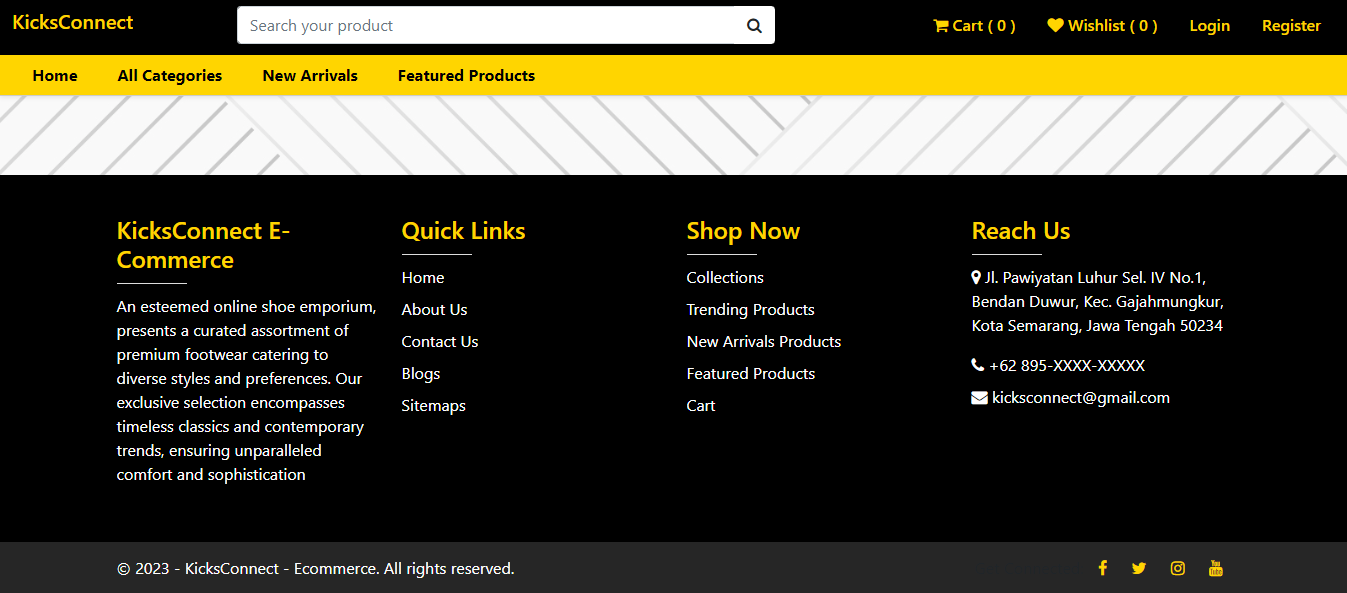 KicksConnect
Search your product
Cart ( 0 )
Wishlist ( 0 )
Login
Register
Home
All Categories
New Arrivals
Featured Products
KicksConnect E-
Commerce
An esteemed online shoe emporium,
presents a curated assortment of
premium footwear catering to
diverse styles and preferences. Our
exclusive selection encompasses
timeless classics and contemporary
trends, ensuring unparalleled
comfort and sophistication
Quick Links
Home
About Us
Contact Us
Blogs
Sitemaps
Shop Now
Collections
Trending Products
New Arrivals Products
Featured Products
Cart
Reach Us
Jl. Pawiyatan Luhur Sel. IV No.1,
Bendan Duwur, Kec. Gajahmungkur,
Kota Semarang, Jawa Tengah 50234
+62 895-XXXX-XXXXX
kicksconnect@gmail.com
© 2023 - KicksConnect - Ecommerce. All rights reserved.